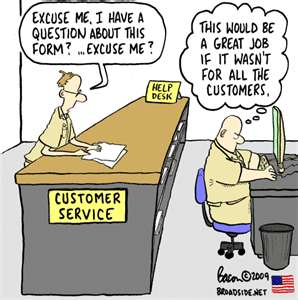 EXCUSE ME, I HAVE A
QUESTION ABOUT THIS
FORM? ...EXCUSE ME?
THIS WOULD BE
A GREAT JOB
IF IT WASN'T
FOR ALL THE
CUSTOMERS.
HELP
DESK
CUSTOMER
SERVICE
Bacon ©2009
BROADSIDE.NET